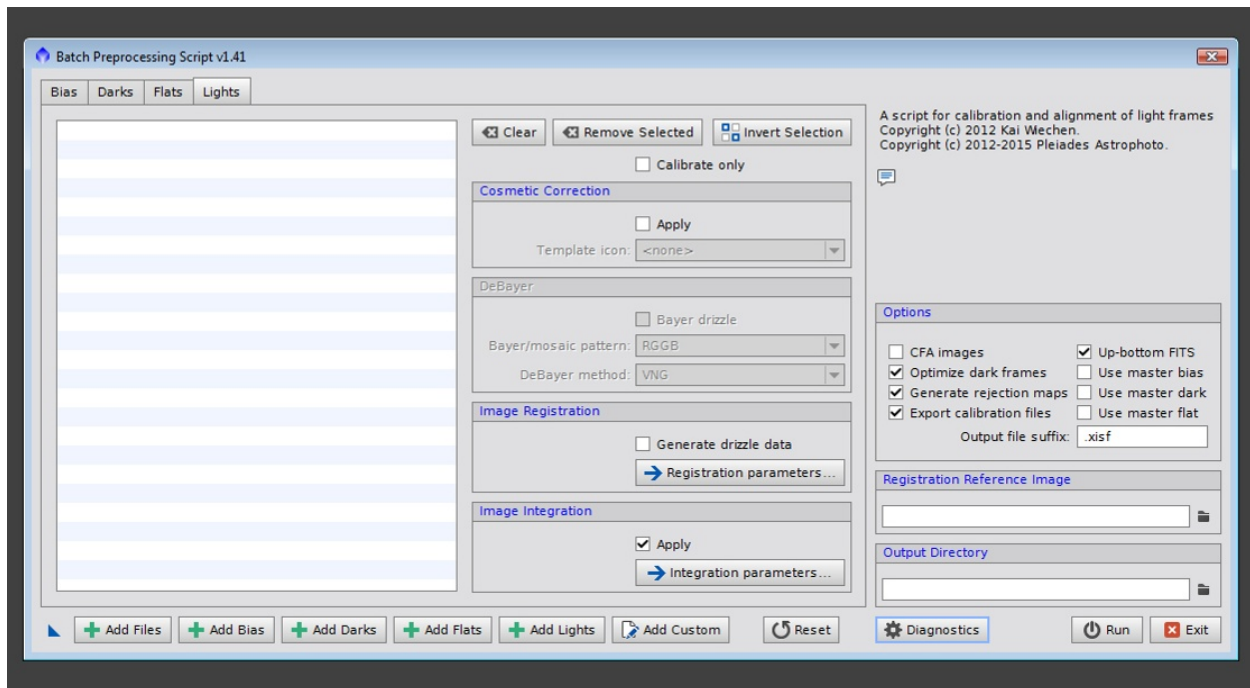 Batch Preprocessing Script v1.41
Bias Darks Flats Lights
Clear Remove Selected Invert Selection
Calibrate only
Cosmetic Correction
Apply
Template icon: <none>
DeBayer
Bayer drizzle
Bayer/mosaic pattern: RGGB
DeBayer method: VNG
Image Registration
Generate drizzle data
Registration parameters...
Image Integration
Apply
Integration parameters...
A script for calibration and alignment of light frames
Copyright (c) 2012 Kai Wechen.
Copyright (c) 2012-2015 Pleiades Astrophoto.
Options
CFA images Up-bottom FITS
Optimize dark frames Use master bias
Generate rejection maps Use master dark
Export calibration files Use master flat
Output file suffix: .xisf
Registration Reference Image
Output Directory
Add Files Add Bias Add Darks Add Flats Add Lights Add Custom Reset Diagnostics Run Exit